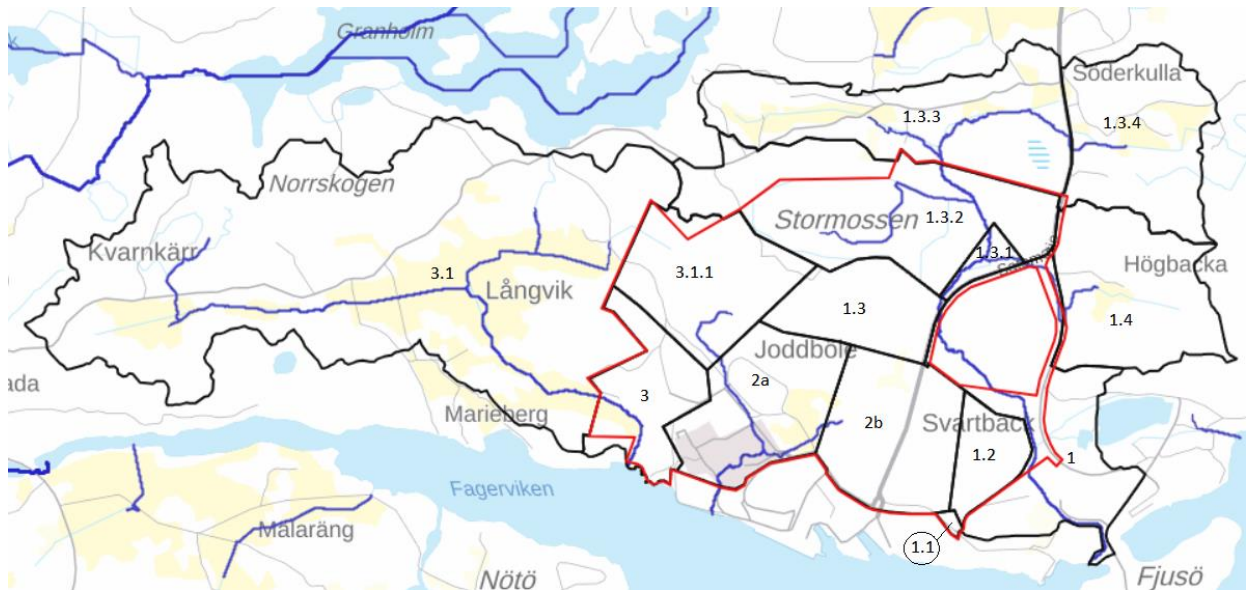 Granholm
Söderkulla
1.3.3
1.3.4
Norrskogen
Stormossen
1.3.2
Kvarnkärr
1.3.1
3.1
3.1.1
Högbacka
Långvik
1.3
1.4
Joddböle
2a
ada
3
Marieberg
2b
Svartbäck
1.2
1
Fagerviken
Målaräng
1.1
Nötö
Fjusö